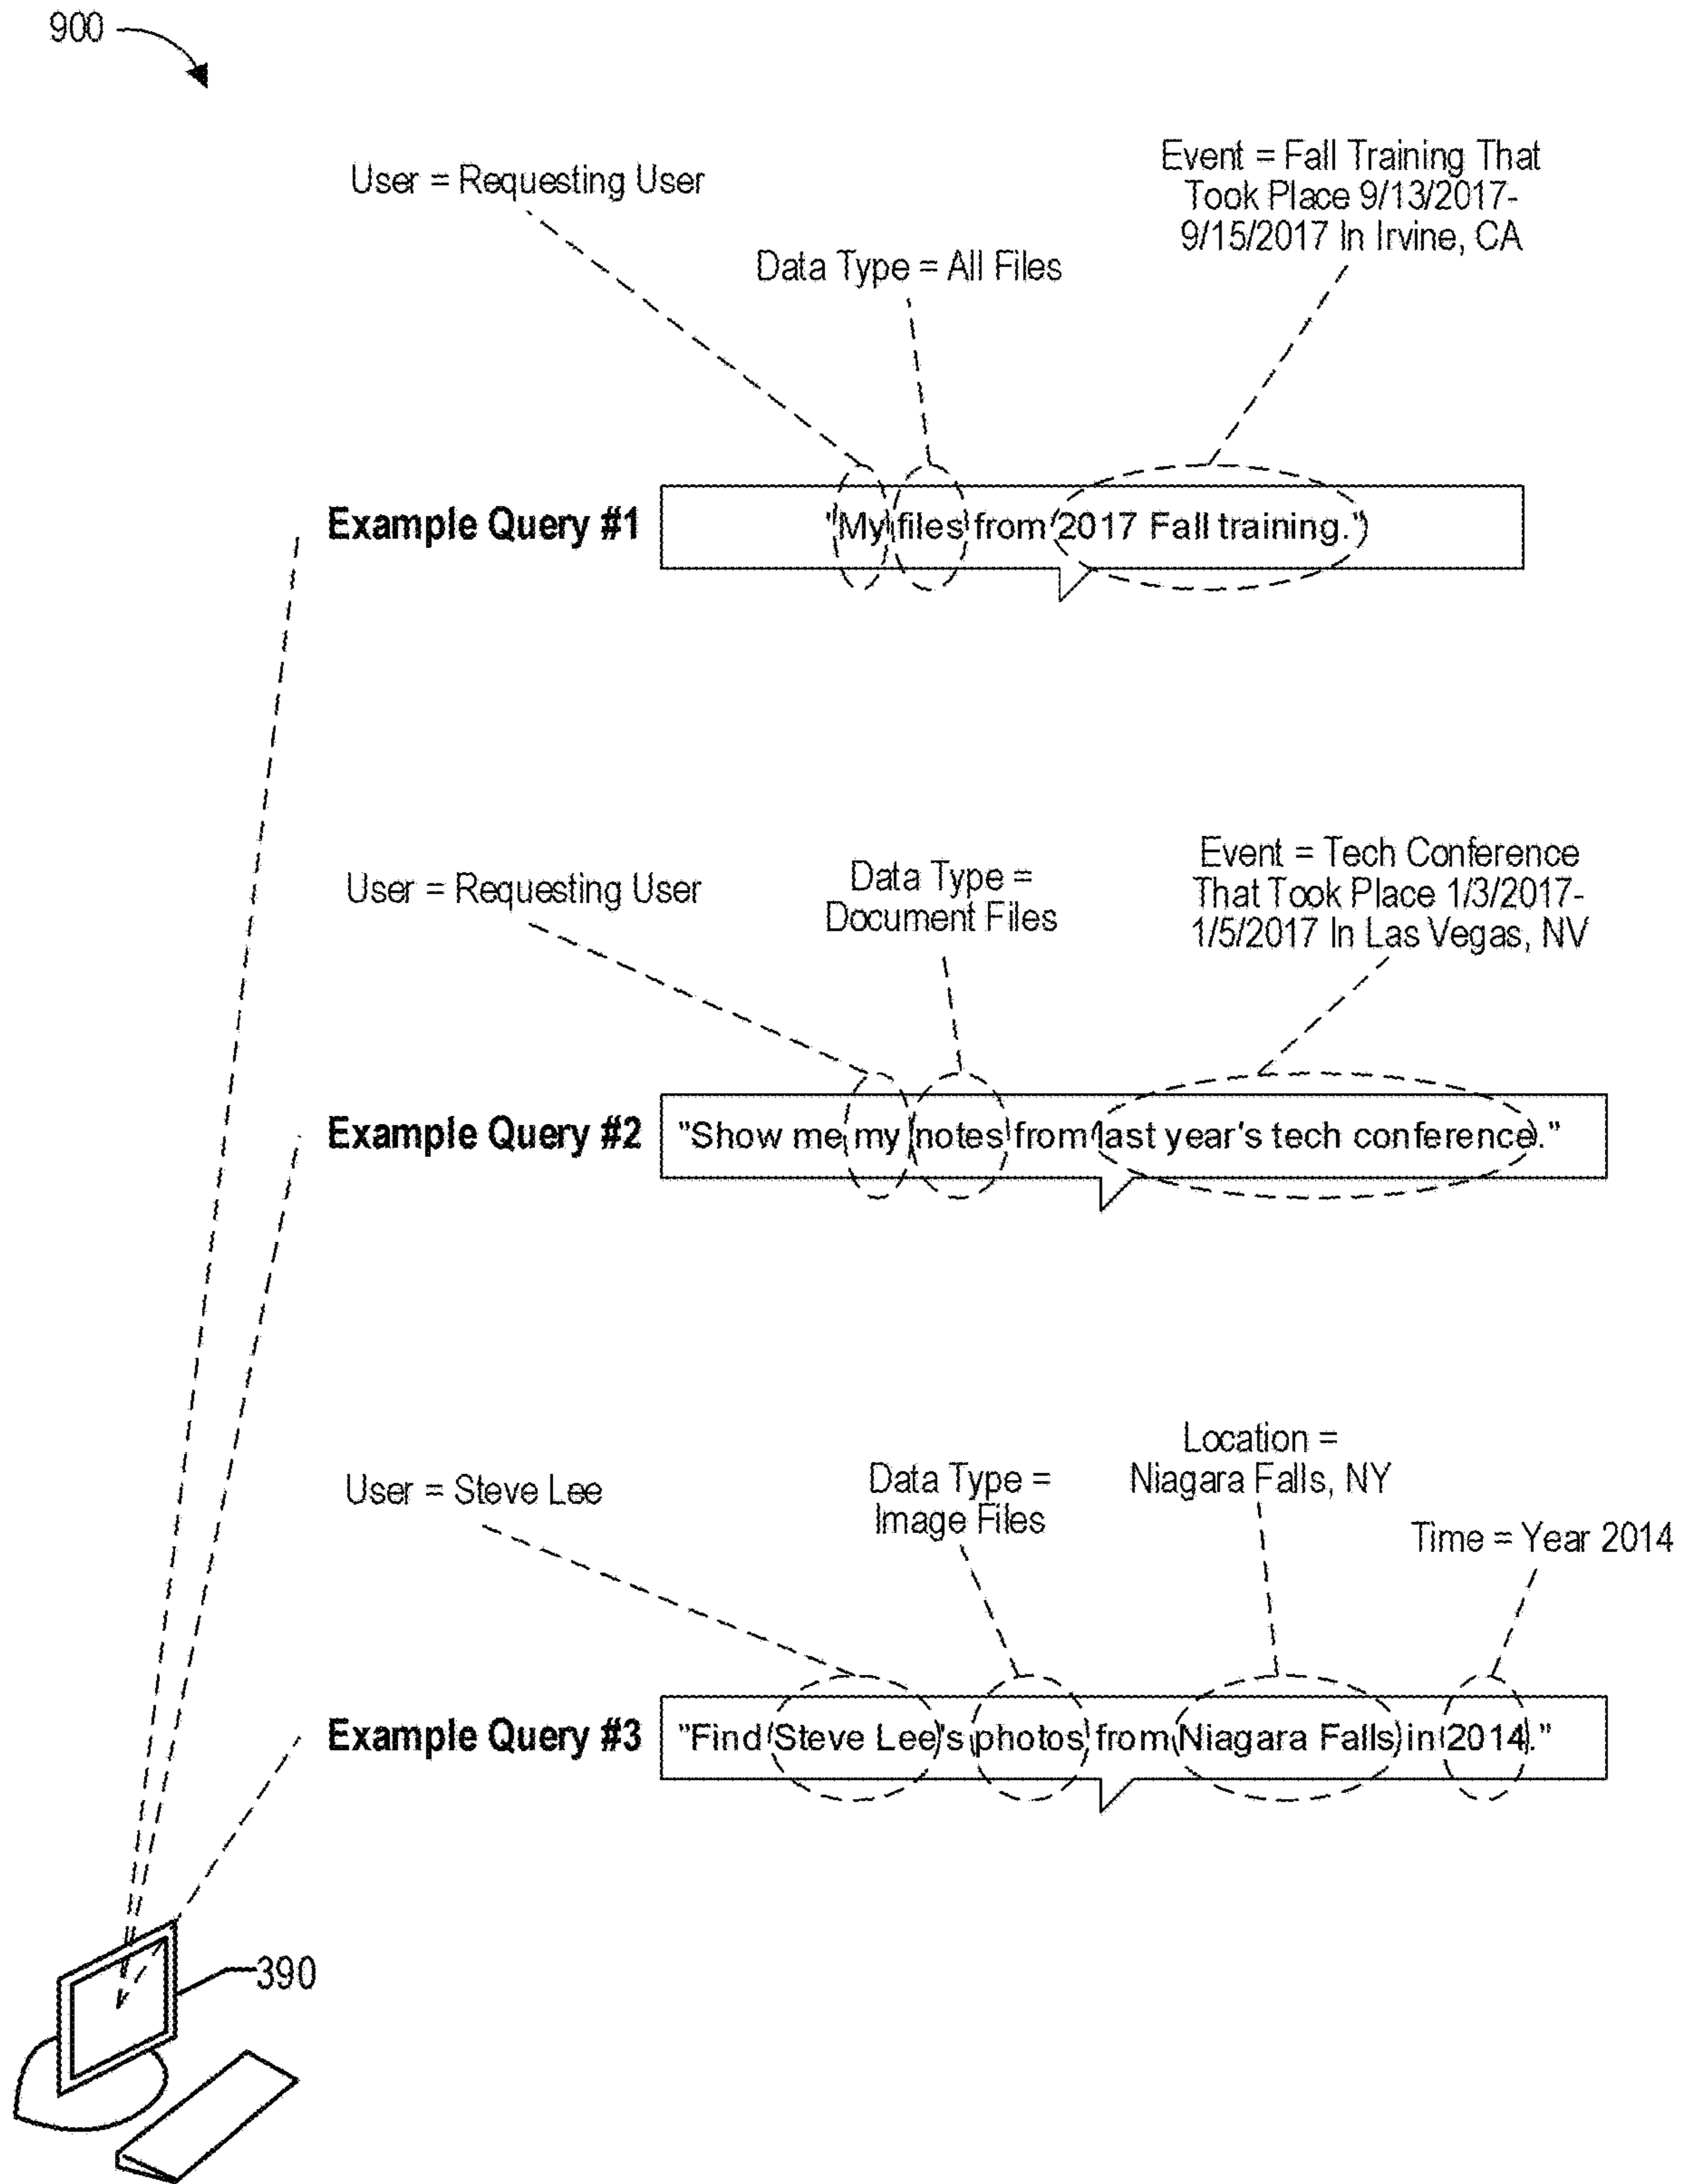 900
User = Requesting User
Data Type = All Files
Event = Fall Training That
Took Place 9/13/2017-
9/15/2017 In Irvine, CA
Example Query #1
"My files from 2017 Fall training."
User = Requesting User
Data Type =
Document Files
Event = Tech Conference
That Took Place 1/3/2017-
1/5/2017 In Las Vegas, NV
Example Query #2
"Show me my notes from last year's tech conference."
User = Steve Lee
Data Type =
Image Files
Location =
Niagara Falls, NY
Time = Year 2014
Example Query #3
"Find Steve Lee's photos from Niagara Falls in 2014."
390